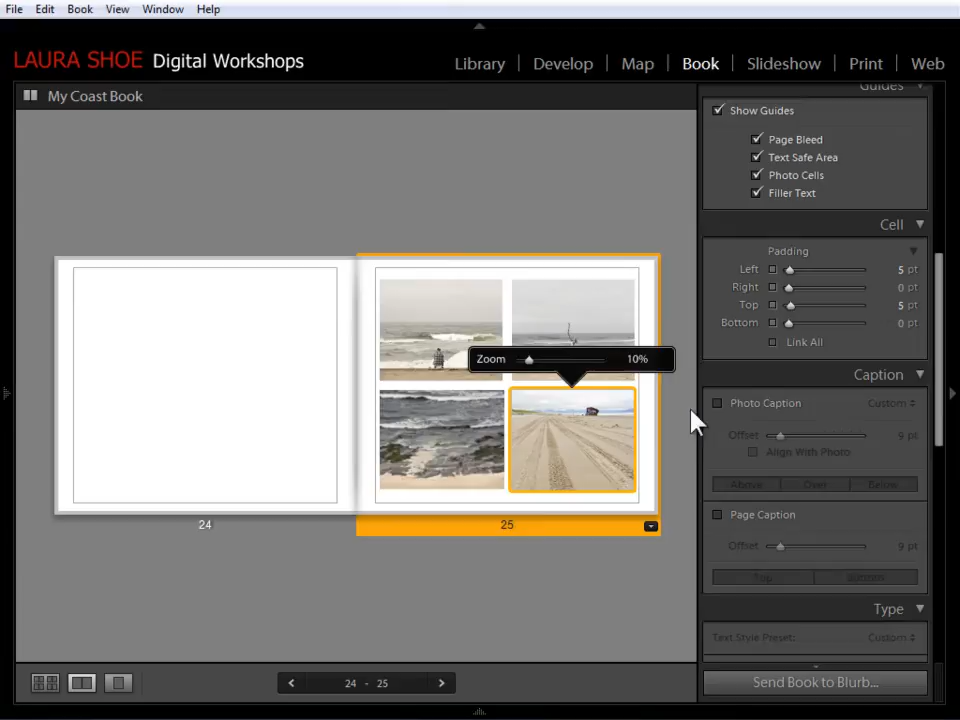 File Edit Book View Window Help
LAURA SHOE Digital Workshops
Library | Develop | Map | Book | Slideshow | Print | Web
My Coast Book
Guides
Show Guides
Page Bleed
Text Safe Area
Photo Cells
Filler Text
Cell
Padding
Left 5 pt
Right 0 pt
Top 5 pt
Bottom 0 pt
Link All
Zoom 10%
Caption
Photo Caption Custom
Offset 9 pt
Align With Photo
Above Over Below
Page Caption
Offset 9 pt
Top Bottom
24
25
Type
Text Style Preset: Custom
24 - 25
Send Book to Blurb...